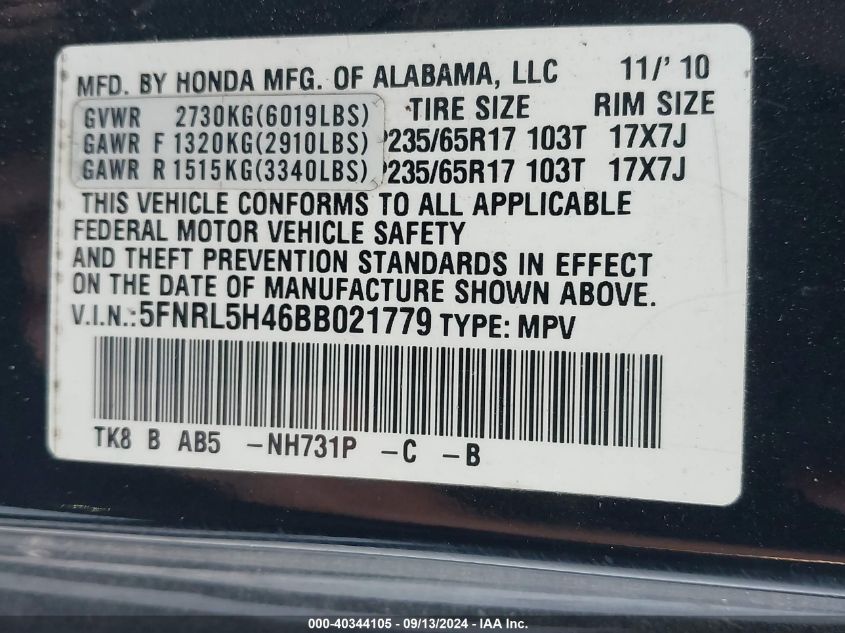 MFD. BY HONDA MFG. OF ALABAMA, LLC 11/'10
GVWR 2730KG(6019LBS) TIRE SIZE RIM SIZE
GAWR F 1320KG(2910LBS) P235/65R17 103T 17X7J
GAWR R 1515KG(3340LBS) P235/65R17 103T 17X7J
THIS VEHICLE CONFORMS TO ALL APPLICABLE
FEDERAL MOTOR VEHICLE SAFETY
AND THEFT PREVENTION STANDARDS IN EFFECT
ON THE DATE OF MANUFACTURE SHOWN ABOVE.
V.I.N.:5FNRL5H46BB021779 TYPE: MPV
TK8 B AB5 -NH731P -C -B
000-40344105 - 09/13/2024 - IAA Inc.